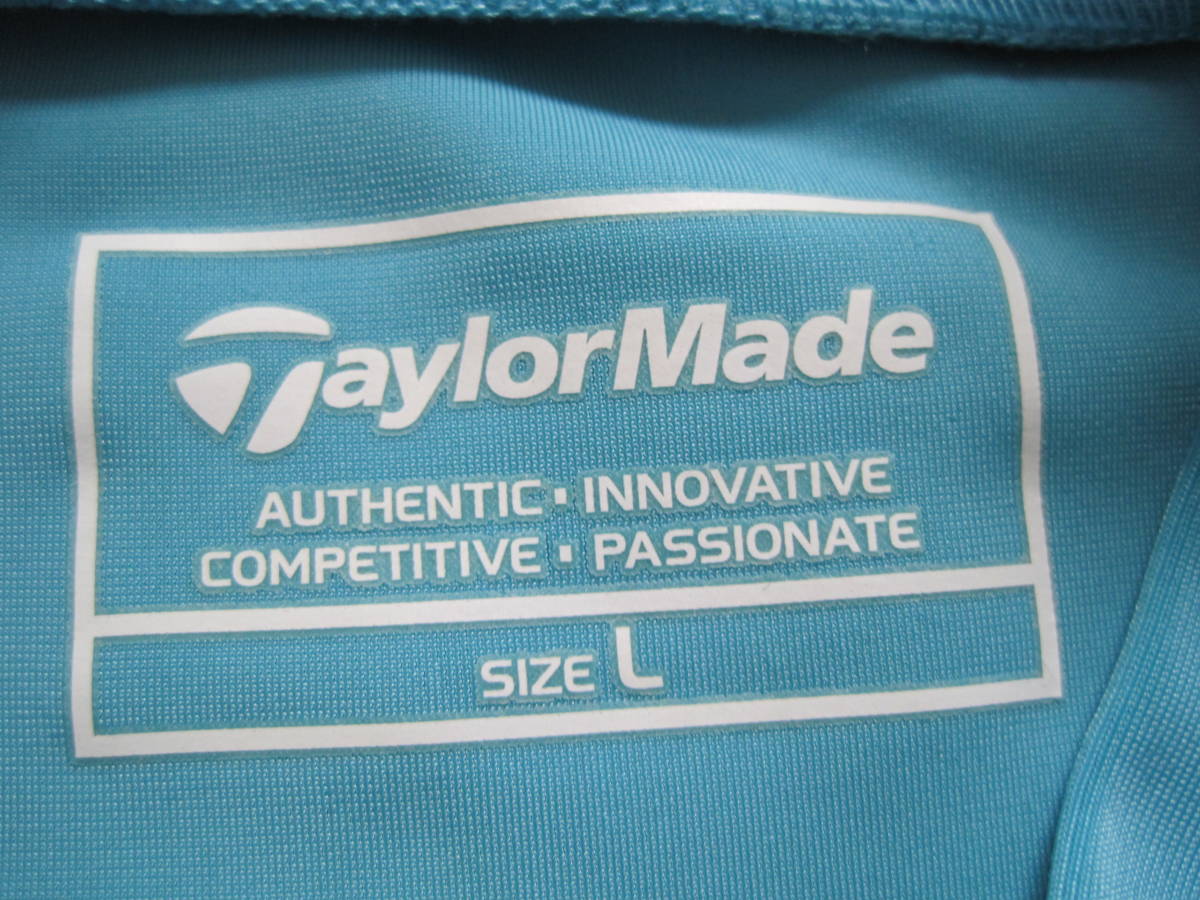 TaylorMade
AUTHENTIC · INNOVATIVE
COMPETITIVE · PASSIONATE
SIZE L